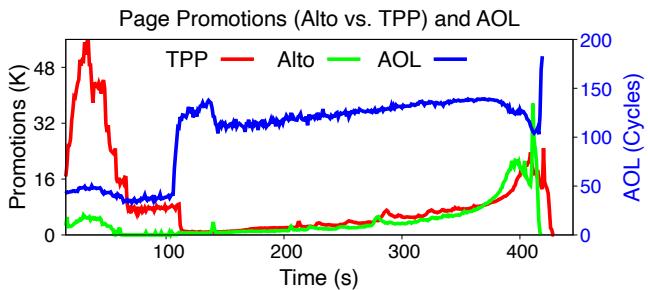 Page Promotions (Alto vs. TPP) and AOL
TPP Alto AOL
Promotions (K)
48
32
16
0
200
150
100
50
0
AOL (Cycles)
100 200 300 400
Time (s)